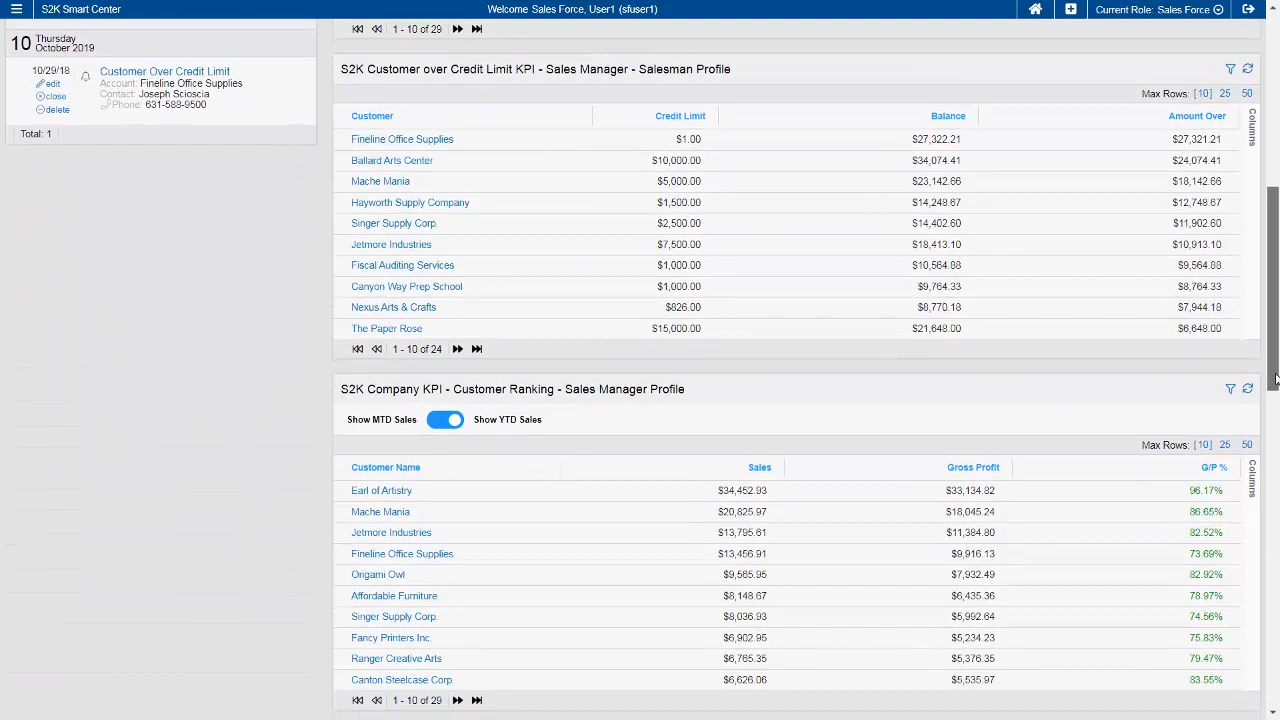 S2K Smart Center
Welcome Sales Force, User1 (sfuser1)
Current Role: Sales Force
10 Thursday
October 2019
10/29/18 Customer Over Credit Limit
edit Account: Fineline Office Supplies
close Contact: Joseph Scioscia
delete Phone: 631-588-9500
Total: 1
1 - 10 of 29
S2K Customer over Credit Limit KPI - Sales Manager - Salesman Profile
Max Rows: [10] 25 50
Customer Credit Limit Balance Amount Over
Columns
Fineline Office Supplies $1.00 $27,322.21 $27,321.21
Ballard Arts Center $10,000.00 $34,074.41 $24,074.41
Mache Mania $5,000.00 $23,142.66 $18,142.66
Hayworth Supply Company $1,500.00 $14,248.67 $12,748.67
Singer Supply Corp. $2,500.00 $14,402.60 $11,902.60
Jetmore Industries $7,500.00 $18,413.10 $10,913.10
Fiscal Auditing Services $1,000.00 $10,564.88 $9,564.88
Canyon Way Prep School $1,000.00 $9,764.33 $8,764.33
Nexus Arts & Crafts $826.00 $8,770.18 $7,944.18
The Paper Rose $15,000.00 $21,648.00 $6,648.00
1 - 10 of 24
S2K Company KPI - Customer Ranking - Sales Manager Profile
Show MTD Sales Show YTD Sales
Max Rows: [10] 25 50
Customer Name Sales Gross Profit G/P %
Columns
Earl of Artistry $34,452.93 $33,134.82 96.17%
Mache Mania $20,825.97 $18,045.24 86.65%
Jetmore Industries $13,795.61 $11,384.80 82.52%
Fineline Office Supplies $13,456.91 $9,916.13 73.69%
Origami Owl $9,565.95 $7,932.49 82.92%
Affordable Furniture $8,148.67 $6,435.36 78.97%
Singer Supply Corp. $8,036.93 $5,992.64 74.56%
Fancy Printers Inc. $6,902.95 $5,234.23 75.83%
Ranger Creative Arts $6,765.35 $5,376.35 79.47%
Canton Steelcase Corp. $6,626.06 $5,535.97 83.55%
1 - 10 of 29